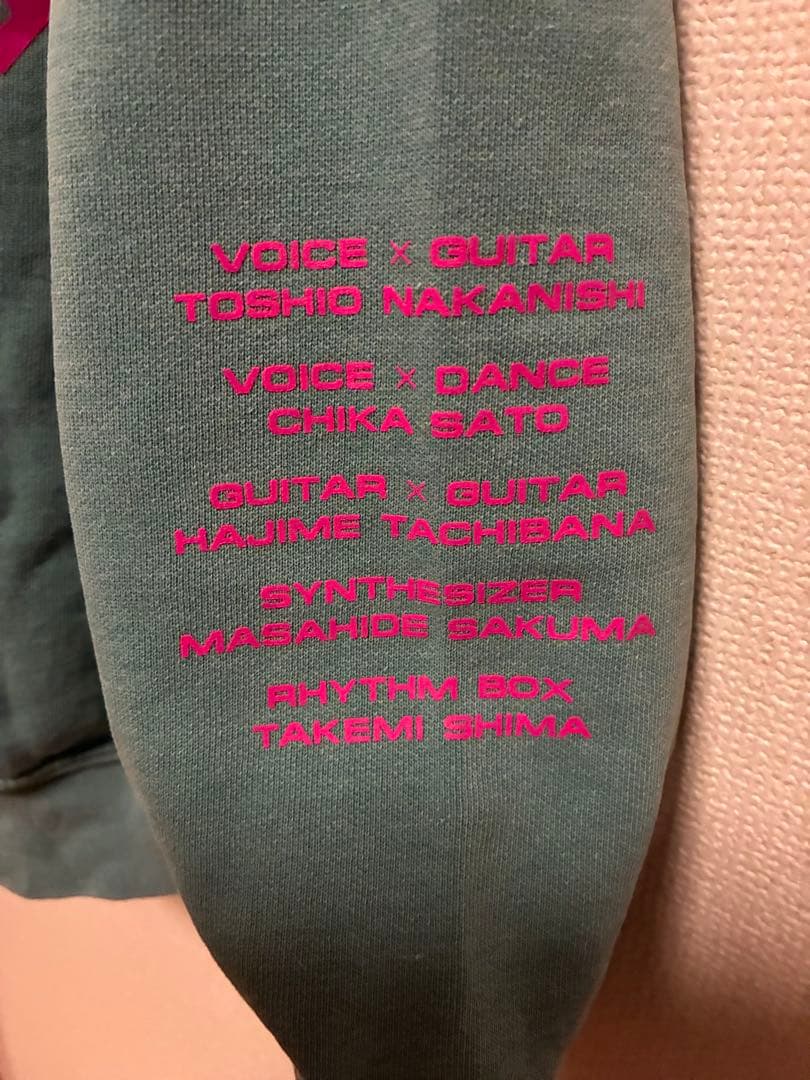 VOICE × GUITAR
TOSHIO NAKANISHI
VOICE × DANCE
CHIKA SATO
GUITAR × GUITAR
HAJIME TACHIBANA
SYNTHESIZER
MASAHIDE SAKUMA
RHYTHM BOX
TAKEMI SHIMA